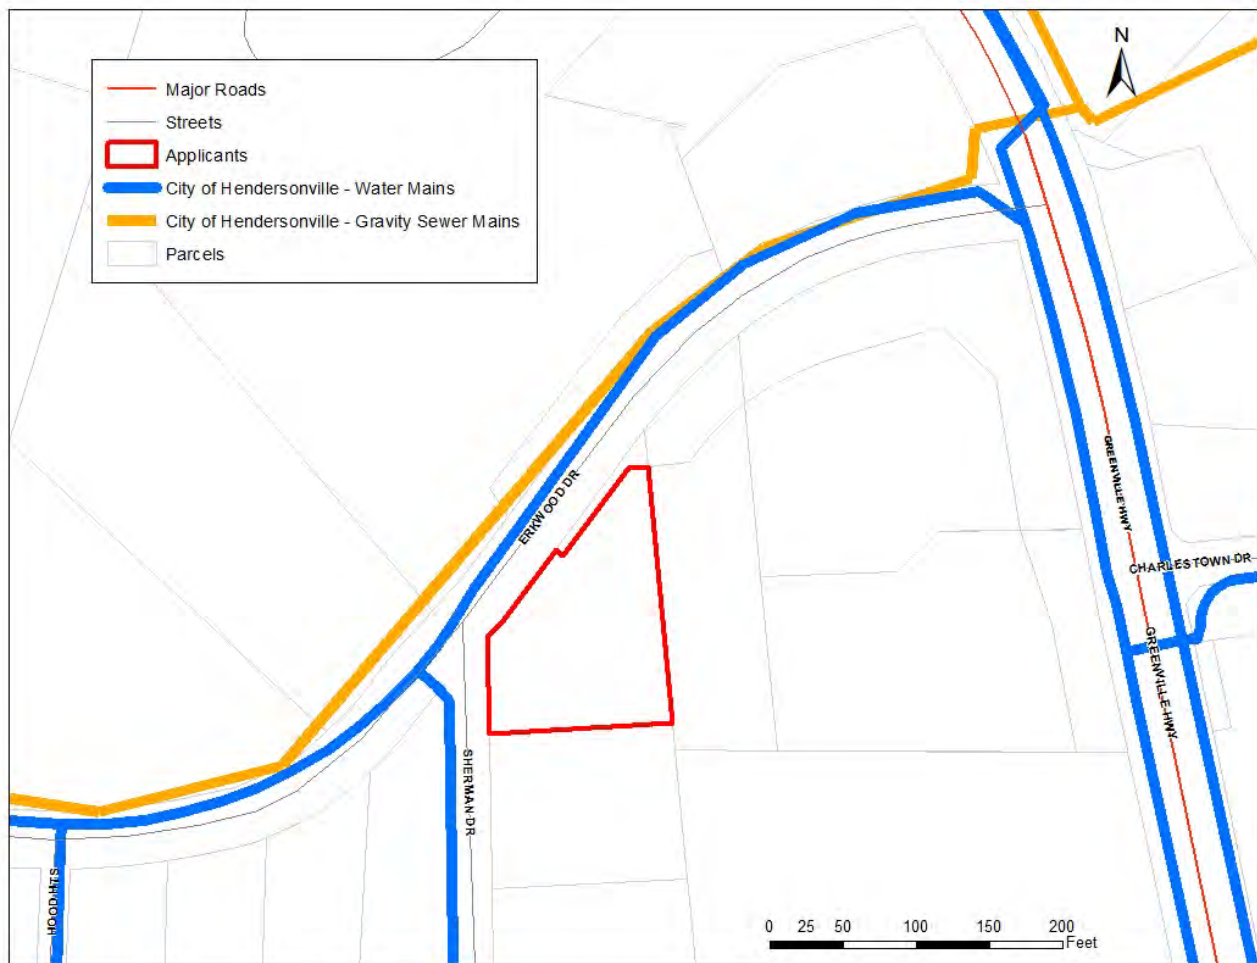 N
Major Roads
Streets
Applicants
City of Hendersonville - Water Mains
City of Hendersonville - Gravity Sewer Mains
Parcels
ERKWOOD DR
GREENVILLE HWY
CHARLESTOWN DR
GREENVILLE HWY
SHERMAN DR
HOOD HTS
0 25 50 100 150 200
Feet